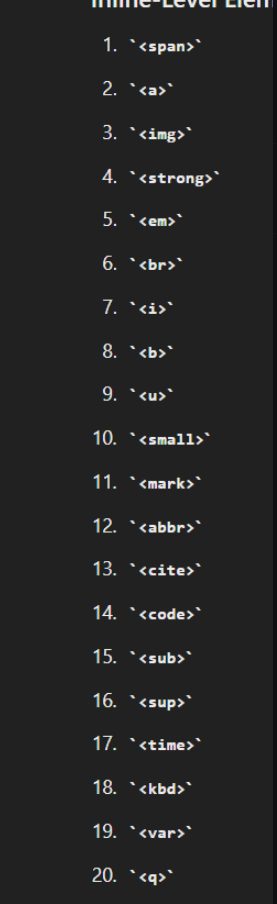 Inline-Level Elem
1. `<span>`
2. `<a>`
3. `<img>`
4. `<strong>`
5. `<em>`
6. `<br>`
7. `<i>`
8. `<b>`
9. `<u>`
10. `<small>`
11. `<mark>`
12. `<abbr>`
13. `<cite>`
14. `<code>`
15. `<sub>`
16. `<sup>`
17. `<time>`
18. `<kbd>`
19. `<var>`
20. `<q>`